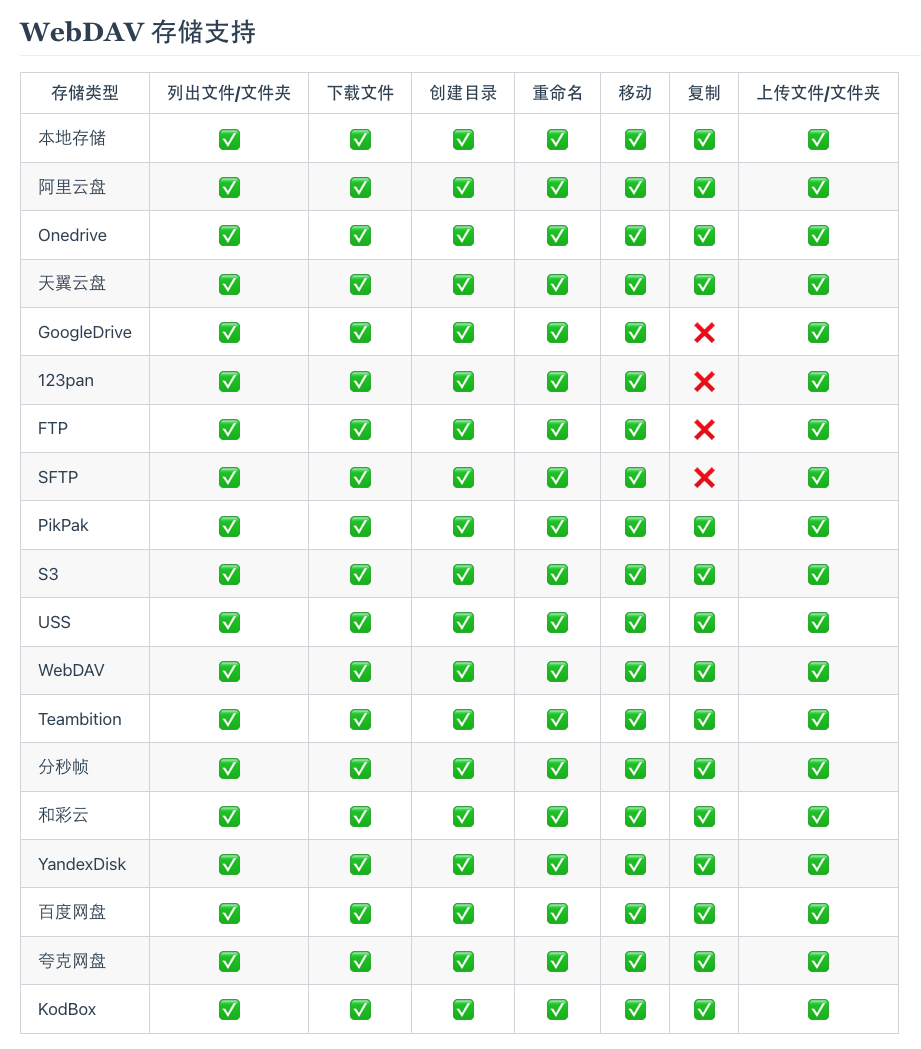 WebDAV 存储支持
存储类型 列出文件/文件夹 下载文件 创建目录 重命名 移动 复制 上传文件/文件夹
本地存储 ✅ ✅ ✅ ✅ ✅ ✅ ✅
阿里云盘 ✅ ✅ ✅ ✅ ✅ ✅ ✅
Onedrive ✅ ✅ ✅ ✅ ✅ ✅ ✅
天翼云盘 ✅ ✅ ✅ ✅ ✅ ✅ ✅
GoogleDrive ✅ ✅ ✅ ✅ ✅ ❌ ✅
123pan ✅ ✅ ✅ ✅ ✅ ❌ ✅
FTP ✅ ✅ ✅ ✅ ✅ ❌ ✅
SFTP ✅ ✅ ✅ ✅ ✅ ❌ ✅
PikPak ✅ ✅ ✅ ✅ ✅ ✅ ✅
S3 ✅ ✅ ✅ ✅ ✅ ✅ ✅
USS ✅ ✅ ✅ ✅ ✅ ✅ ✅
WebDAV ✅ ✅ ✅ ✅ ✅ ✅ ✅
Teambition ✅ ✅ ✅ ✅ ✅ ✅ ✅
分秒帧 ✅ ✅ ✅ ✅ ✅ ✅ ✅
和彩云 ✅ ✅ ✅ ✅ ✅ ✅ ✅
YandexDisk ✅ ✅ ✅ ✅ ✅ ✅ ✅
百度网盘 ✅ ✅ ✅ ✅ ✅ ✅ ✅
夸克网盘 ✅ ✅ ✅ ✅ ✅ ✅ ✅
KodBox ✅ ✅ ✅ ✅ ✅ ✅ ✅